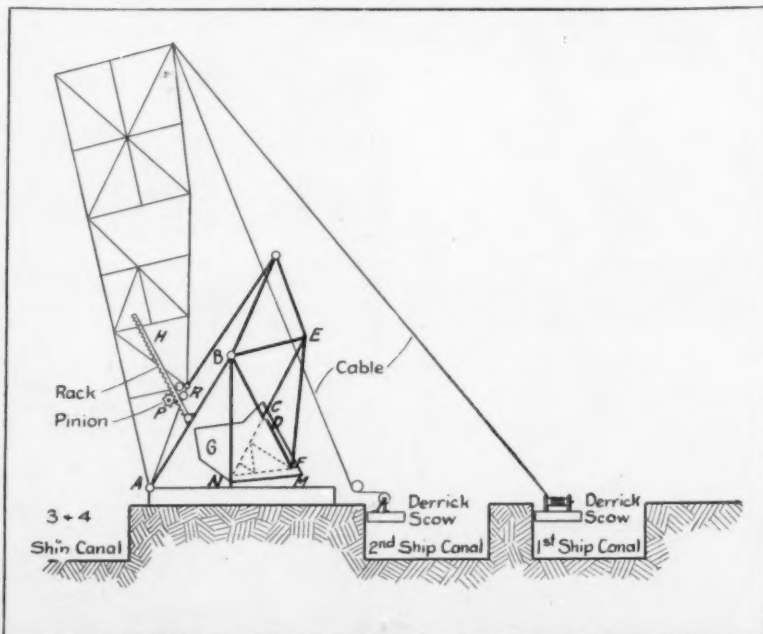 H
Rack
Pinion
P
R
B
E
Cable
C
D
G
F
A
N
M
3+4
Ship Canal
Derrick
Scow
2nd Ship Canal
Derrick
Scow
1st Ship Canal